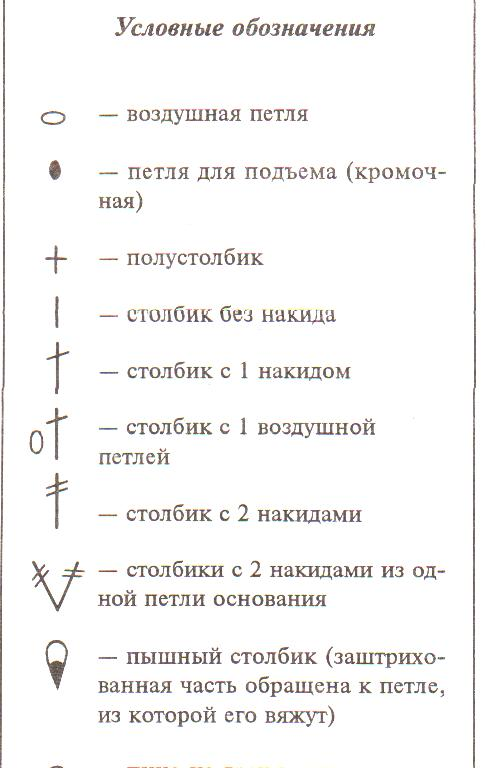 Условные обозначения
— воздушная петля
— петля для подъема (кромоч-
ная)
— полустолбик
— столбик без накида
— столбик с 1 накидом
— столбик с 1 воздушной
петлей
— столбик с 2 накидами
— столбики с 2 накидами из од-
ной петли основания
— пышный столбик (заштрихо-
ванная часть обращена к петле,
из которой его вяжут)